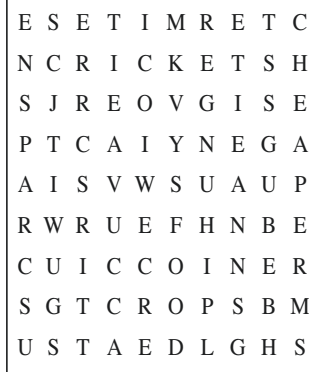 E S E T I M R E T C
N C R I C K E T S H
S J R E O V G I S E
P T C A I Y N E G A
A I S V W S U A U P
R W R U E F H N B E
C U I C C O I N E R
S G T C R O P S B M
U S T A E D L G H S